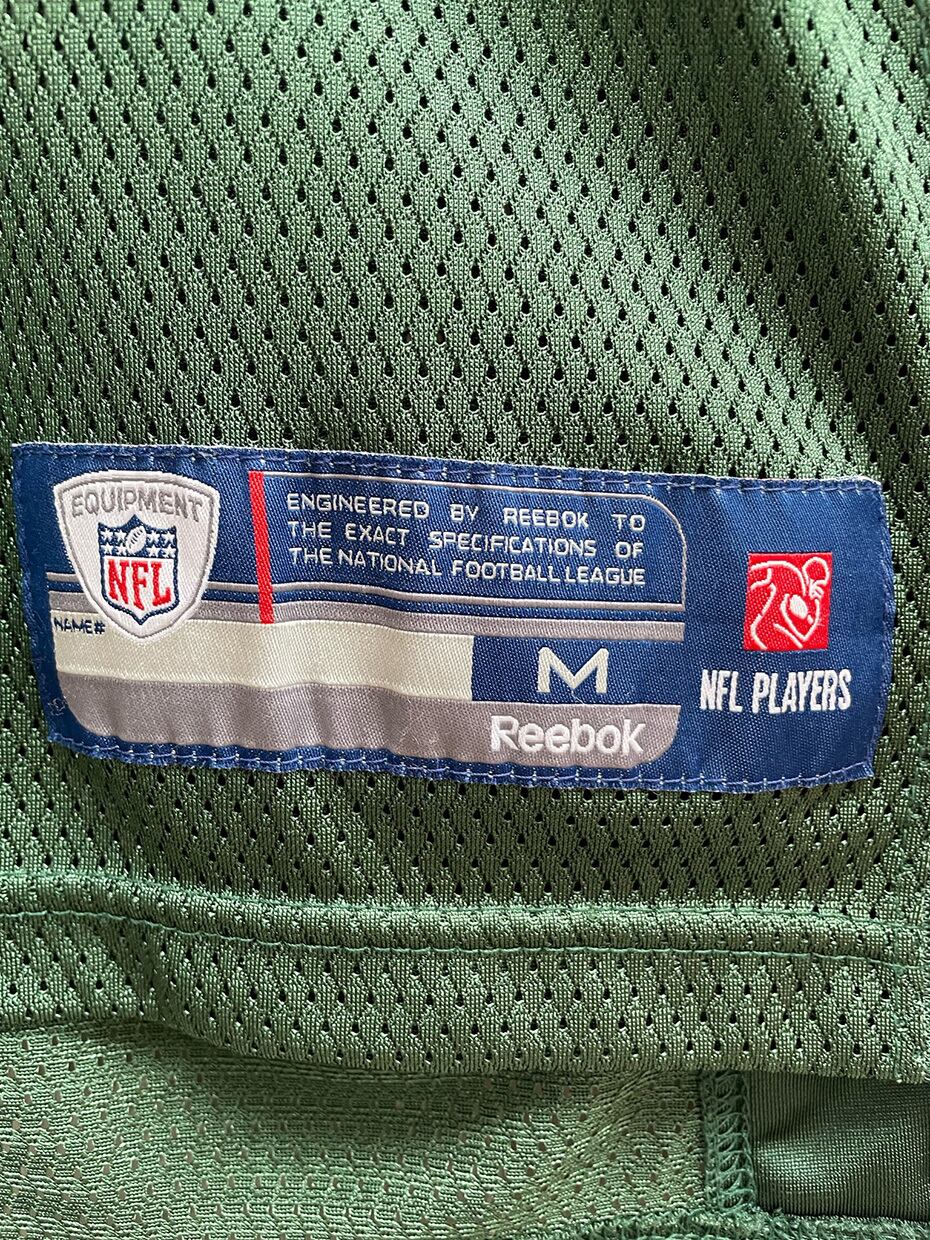 EQUIPMENT
NFL
ENGINEERED BY REEBOK TO
THE EXACT SPECIFICATIONS OF
THE NATIONAL FOOTBALL LEAGUE
NAME#
M
Reebok
NFL PLAYERS